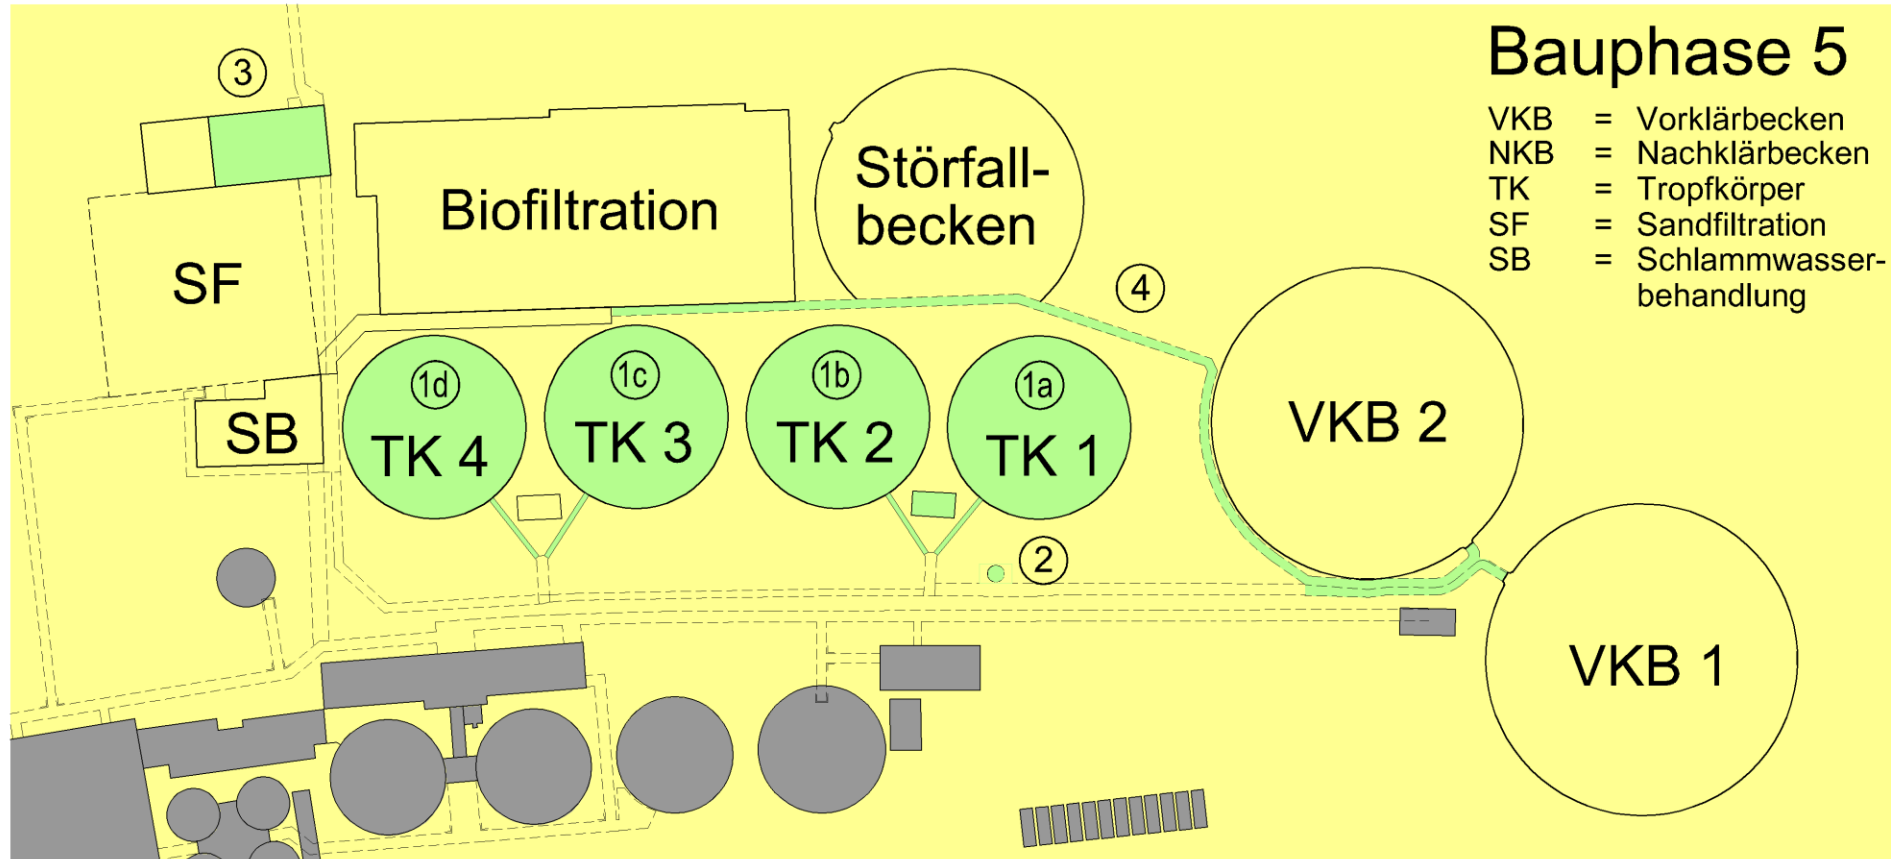 Bauphase 5
VKB = Vorklärbecken
NKB = Nachklärbecken
TK = Tropfkörper
SF = Sandfiltration
SB = Schlammwasser-
behandlung
3
Biofiltration
Störfall-
becken
SF
4
1d
1c
1b
1a
TK 4
TK 3
TK 2
TK 1
VKB 2
SB
2
VKB 1